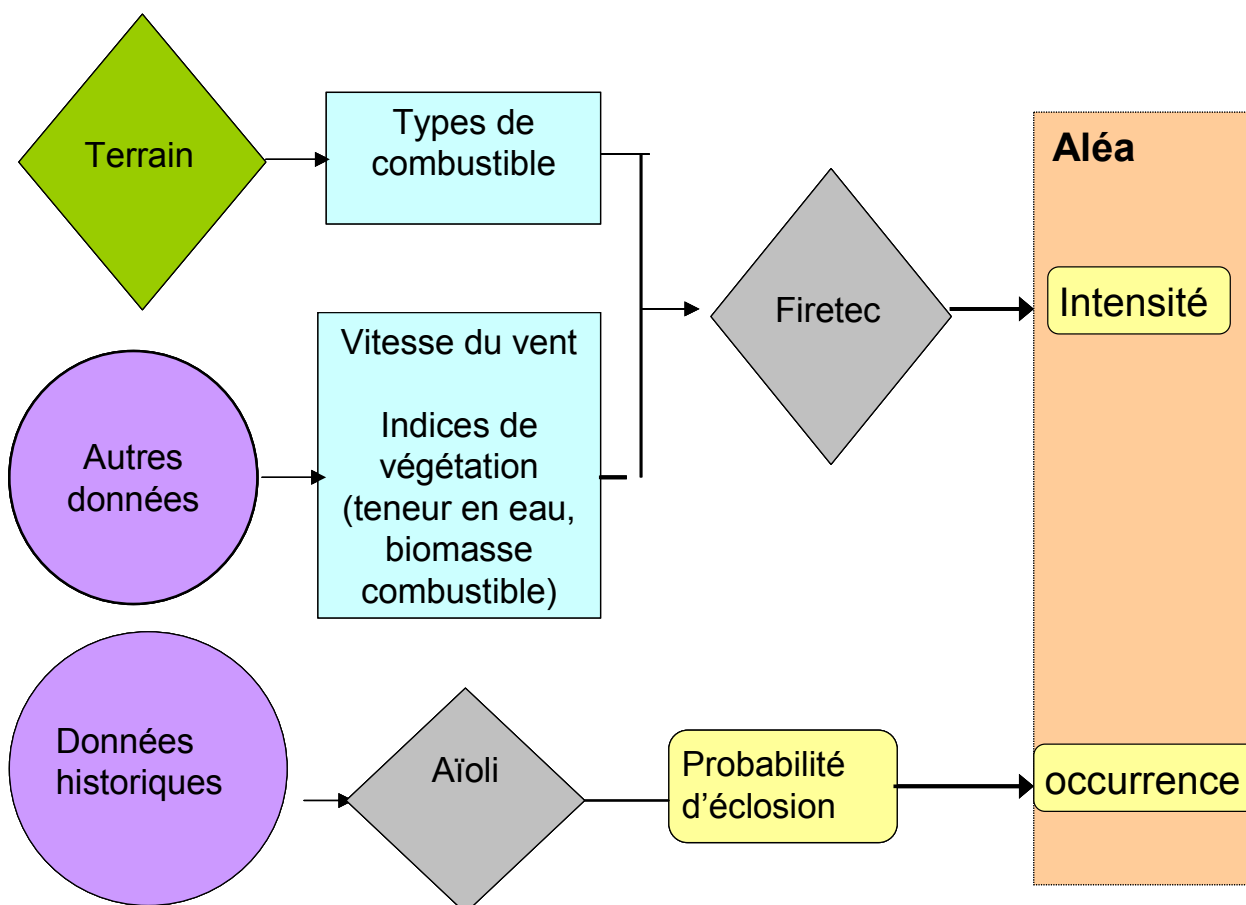 Terrain
Types de
combustible
Aléa
Intensité
Firetec
Vitesse du vent
Indices de
végétation
(teneur en eau,
biomasse
combustible)
Autres
données
Données
historiques
Aïoli
Probabilité
d'éclosion
occurrence